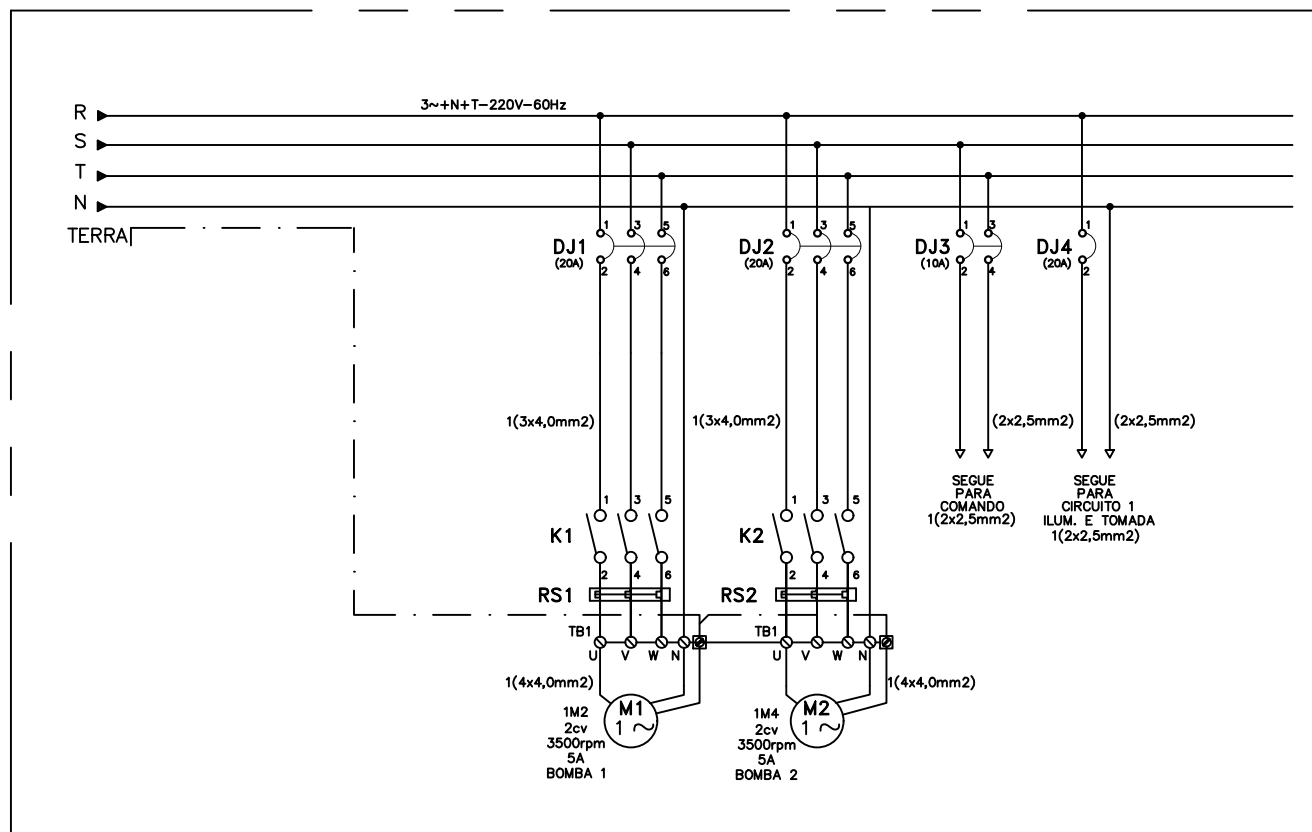 3~+N+T-220V-60Hz
R
S
T
N
TERRA
1 3 5
1 3 5
1 3
1
DJ1
(20A)
DJ2
(20A)
DJ3
(10A)
DJ4
(20A)
2 4 6
2 4 6
2 4
2
1(3x4,0mm2)
1(3x4,0mm2)
(2x2,5mm2)
(2x2,5mm2)
SEGUE
PARA
COMANDO
1(2x2,5mm2)
SEGUE
PARA
CIRCUITO 1
ILUM. E TOMADA
1(2x2,5mm2)
1 3 5
1 3 5
K1
K2
2 4 6
2 4 6
RS1
RS2
TB1
TB1
U V W N
U V W N
1(4x4,0mm2)
1(4x4,0mm2)
M1
1~
1M2
2cv
3500rpm
5A
BOMBA 1
M2
1~
1M4
2cv
3500rpm
5A
BOMBA 2